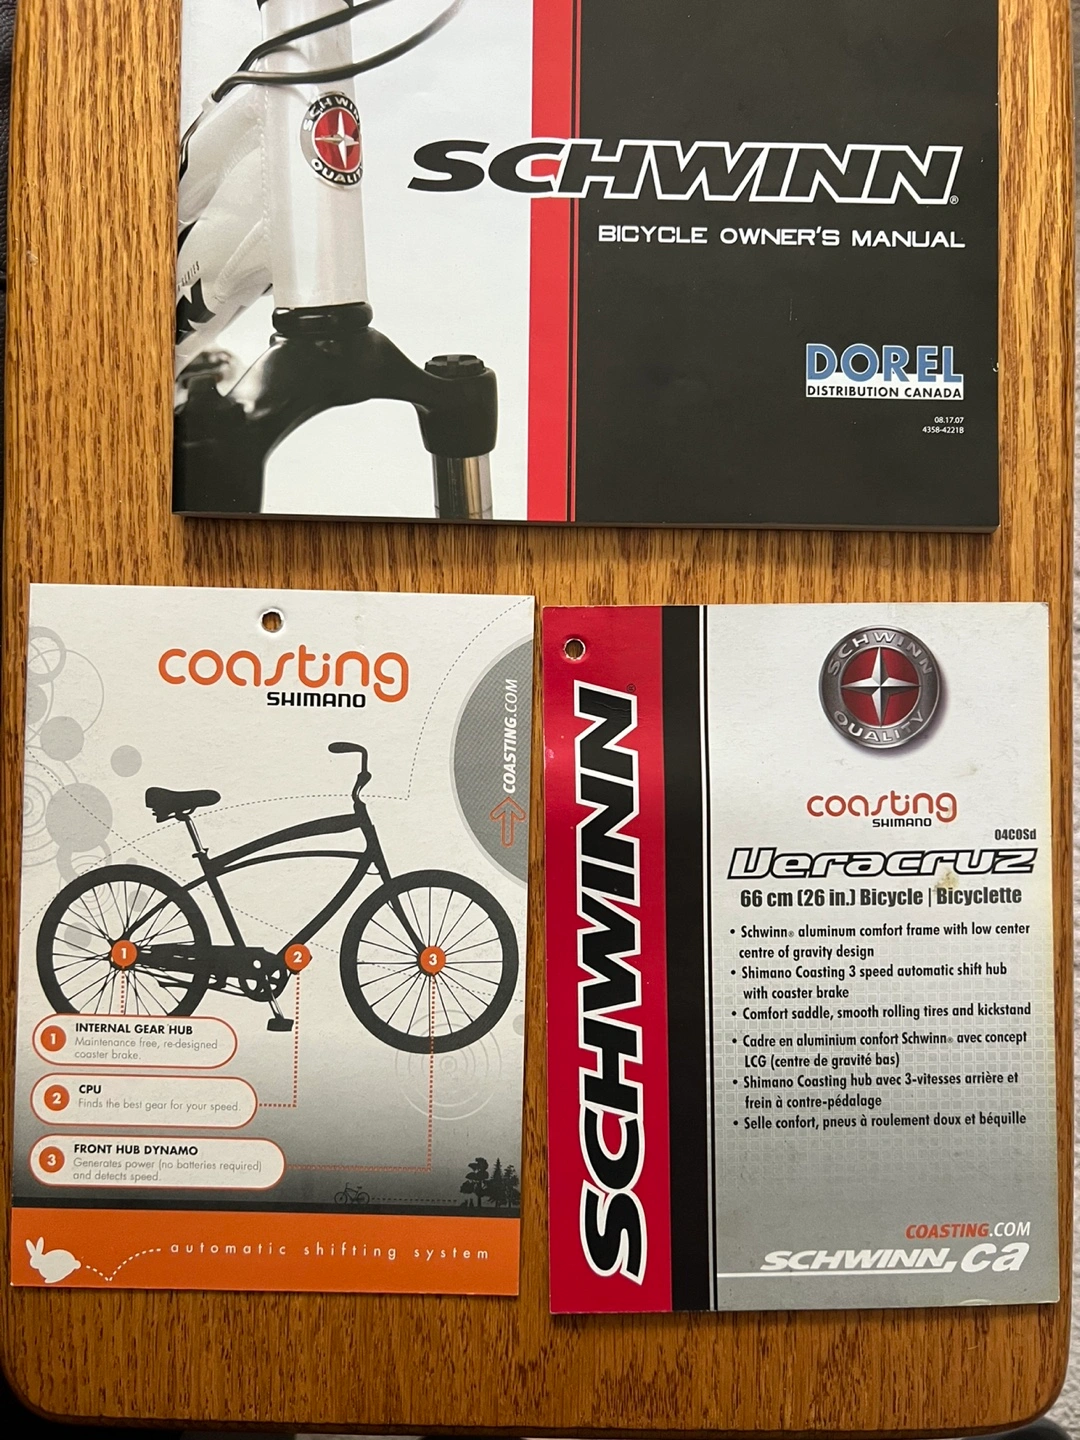 SCHWINN
QUALITY
SCHWINN®
BICYCLE OWNER'S MANUAL
DOREL
DISTRIBUTION CANADA
08.17.07
4358-4221B
coasting
SHIMANO
COASTING.COM
1
2
3
1 INTERNAL GEAR HUB
Maintenance free, re-designed
coaster brake.
2 CPU
Finds the best gear for your speed.
3 FRONT HUB DYNAMO
Generates power (no batteries required)
and detects speed.
automatic shifting system
SCHWINN®
SCHWINN
QUALITY
coasting
SHIMANO
04COSd
Veracruz
66 cm (26 in.) Bicycle | Bicyclette
• Schwinn® aluminum comfort frame with low center
centre of gravity design
• Shimano Coasting 3 speed automatic shift hub
with coaster brake
• Comfort saddle, smooth rolling tires and kickstand
• Cadre en aluminium confort Schwinn® avec concept
LCG (centre de gravité bas)
• Shimano Coasting hub avec 3-vitesses arrière et
frein à contre-pédalage
• Selle confort, pneus à roulement doux et béquille
COASTING.COM
SCHWINN.ca